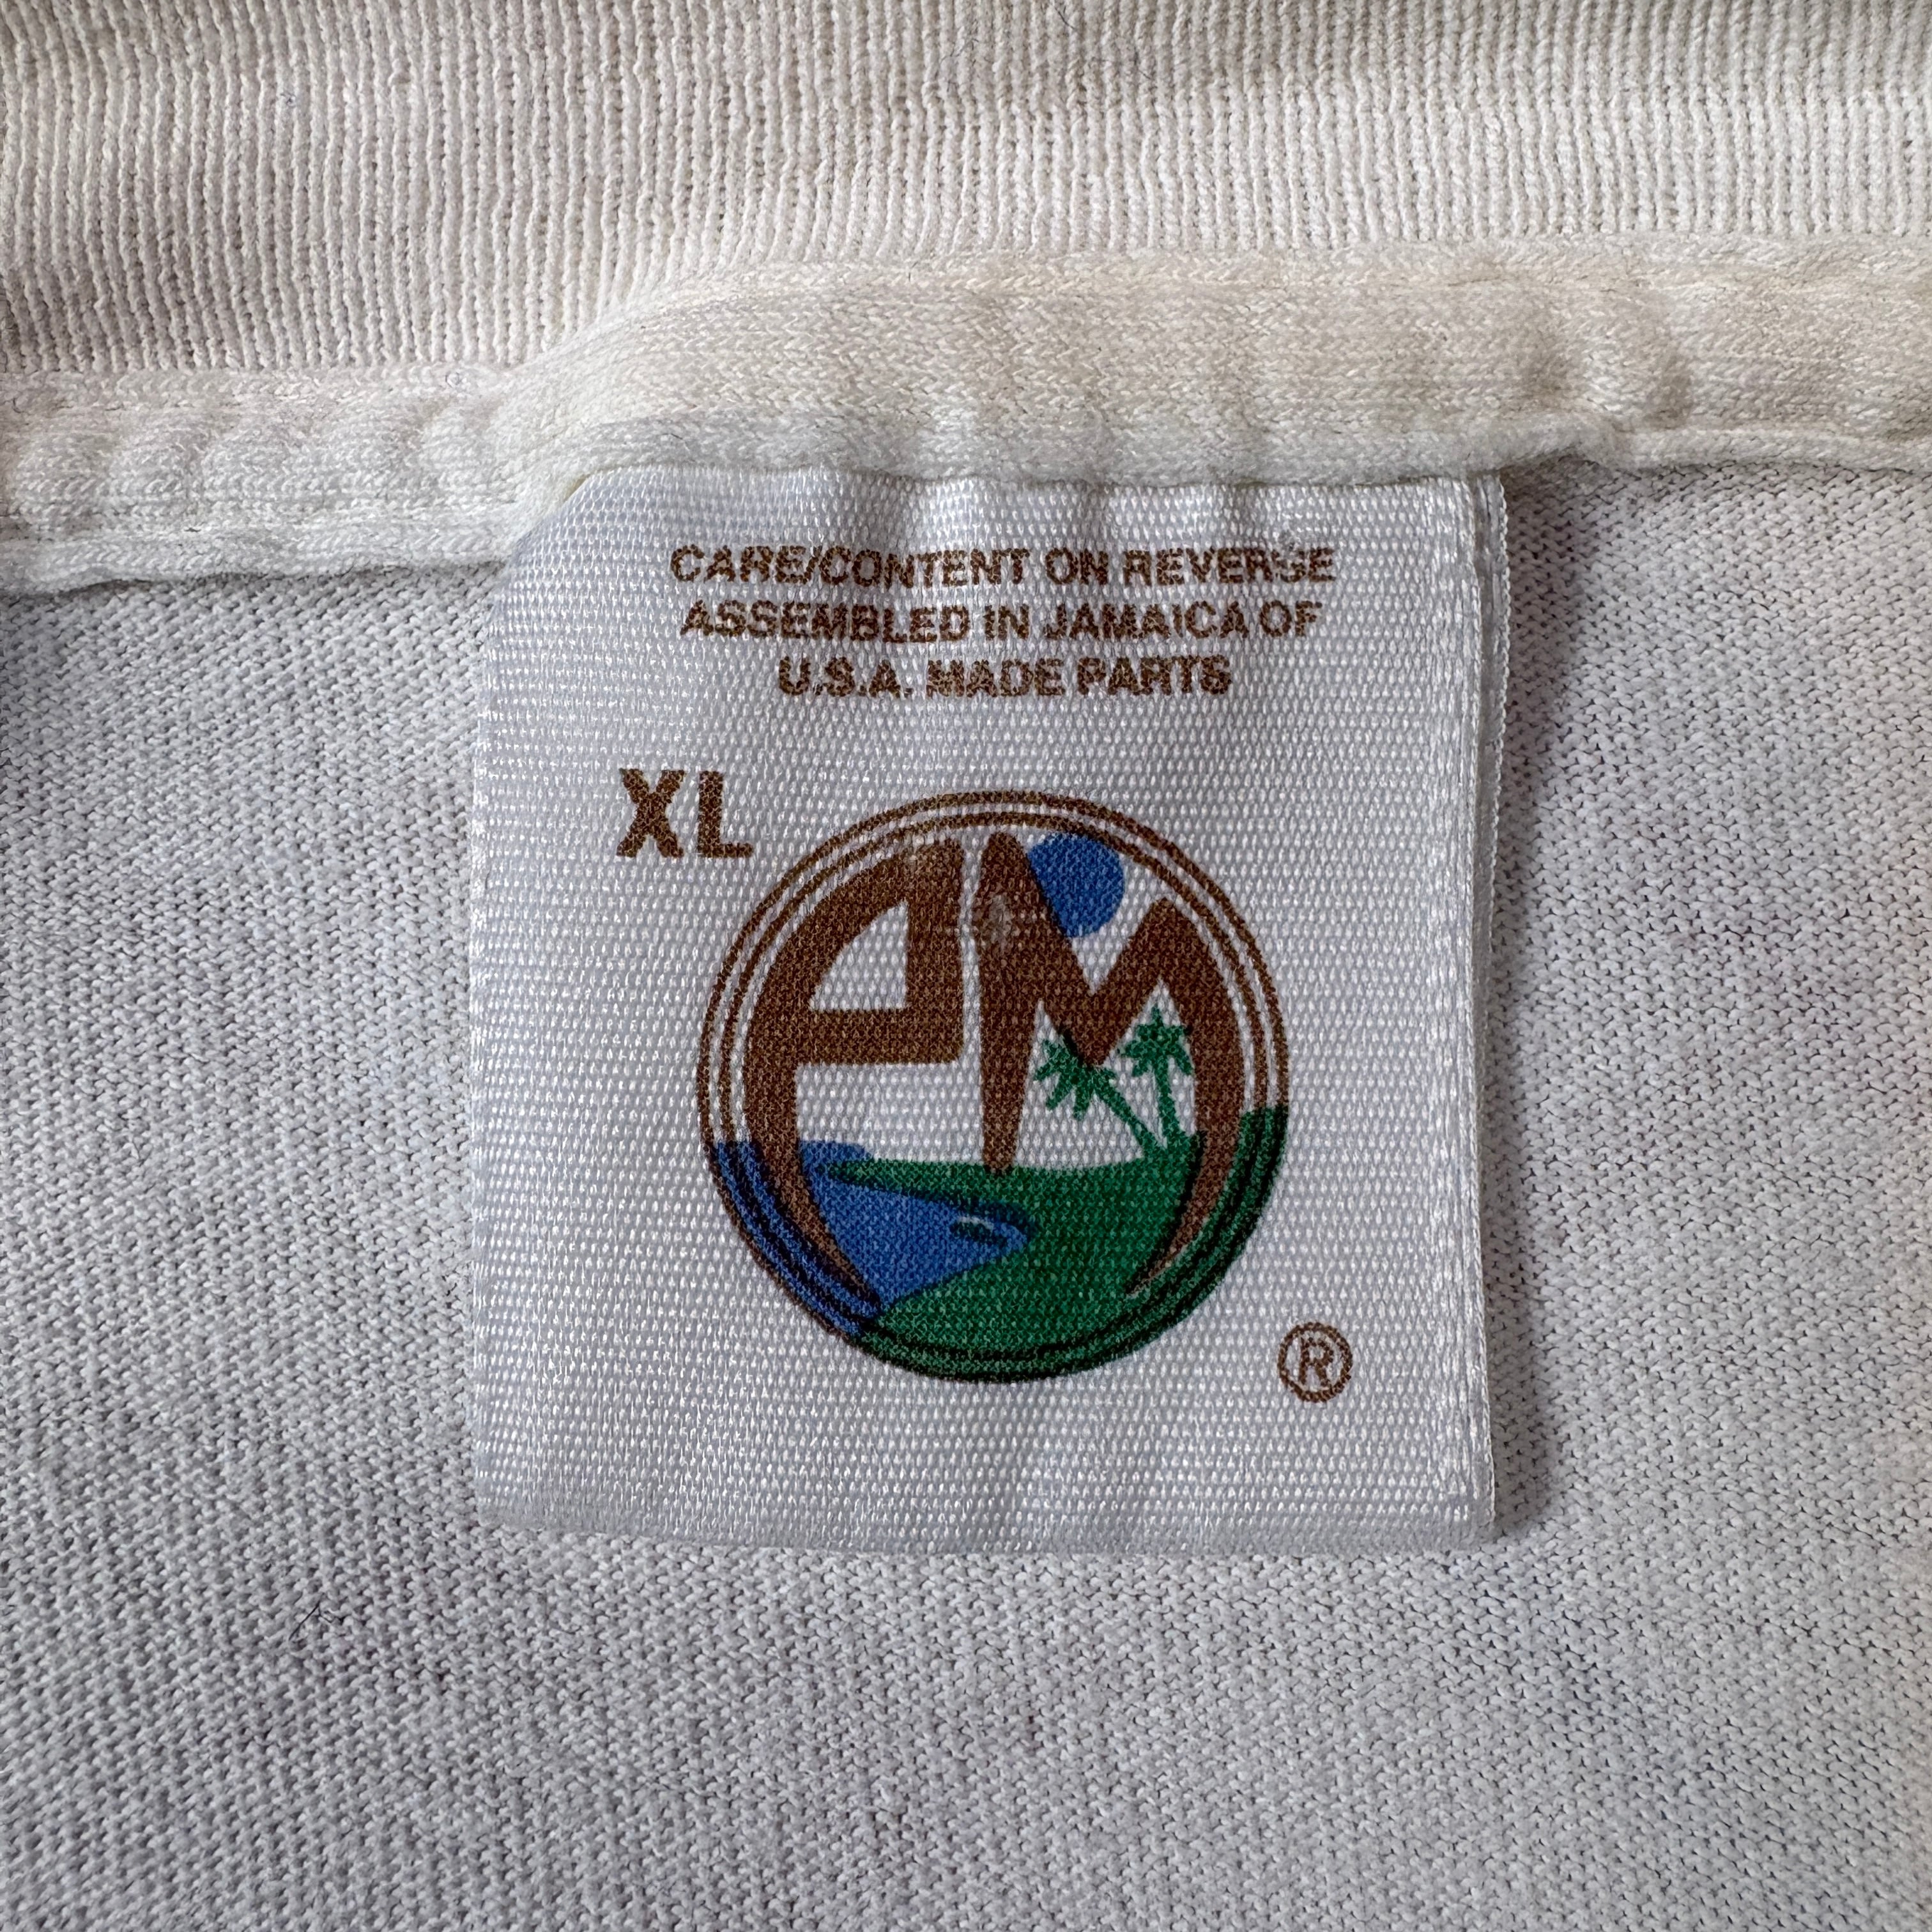 CARE/CONTENT ON REVERSE
ASSEMBLED IN JAMAICA OF
U.S.A. MADE PARTS
XL
PM
®